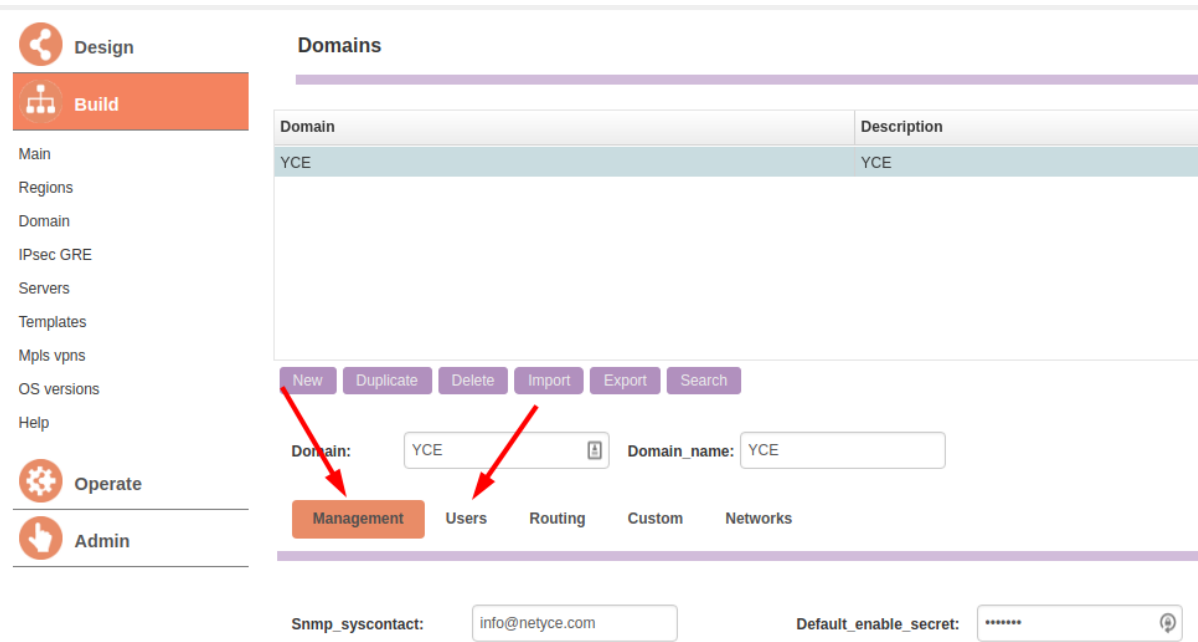 Design
Build
Main
Regions
Domain
IPsec GRE
Servers
Templates
Mpls vpns
OS versions
Help
Operate
Admin
Domains
Domain Description
YCE YCE
New Duplicate Delete Import Export Search
Domain: YCE Domain_name: YCE
Management Users Routing Custom Networks
Snmp_syscontact: info@netyce.com Default_enable_secret: •••••••